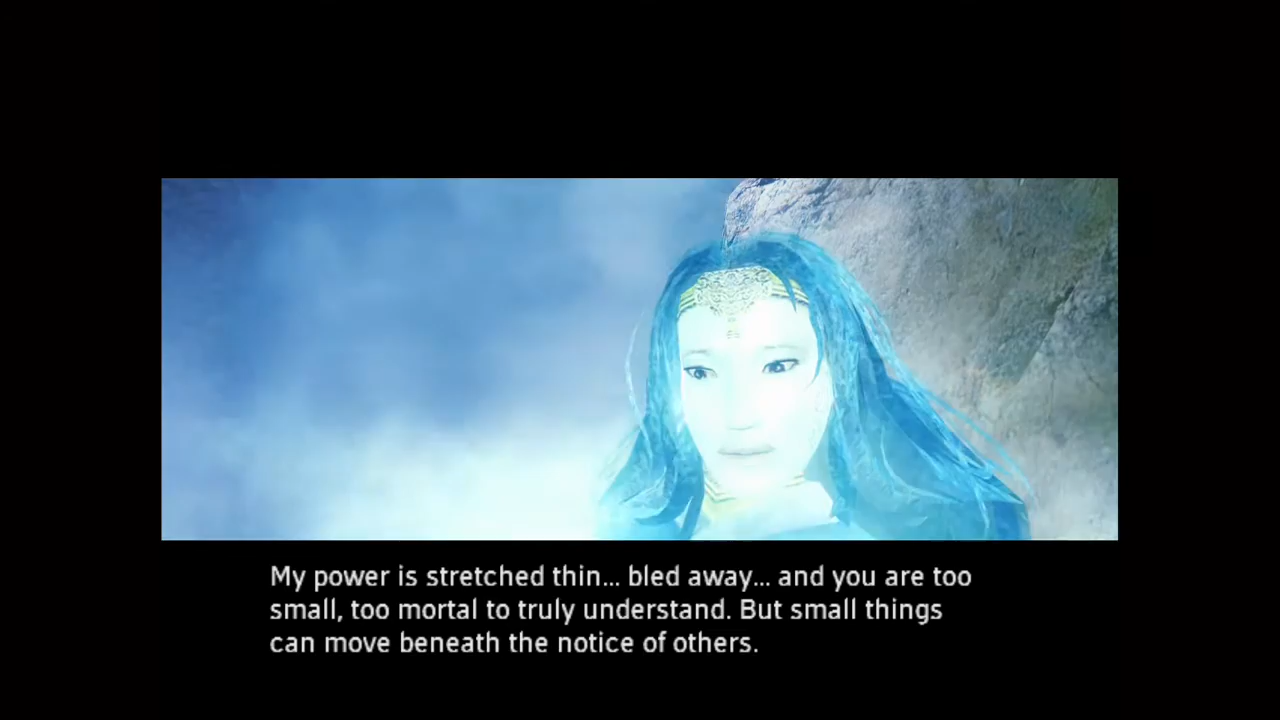 My power is stretched thin... bled away... and you are too
small, too mortal to truly understand. But small things
can move beneath the notice of others.